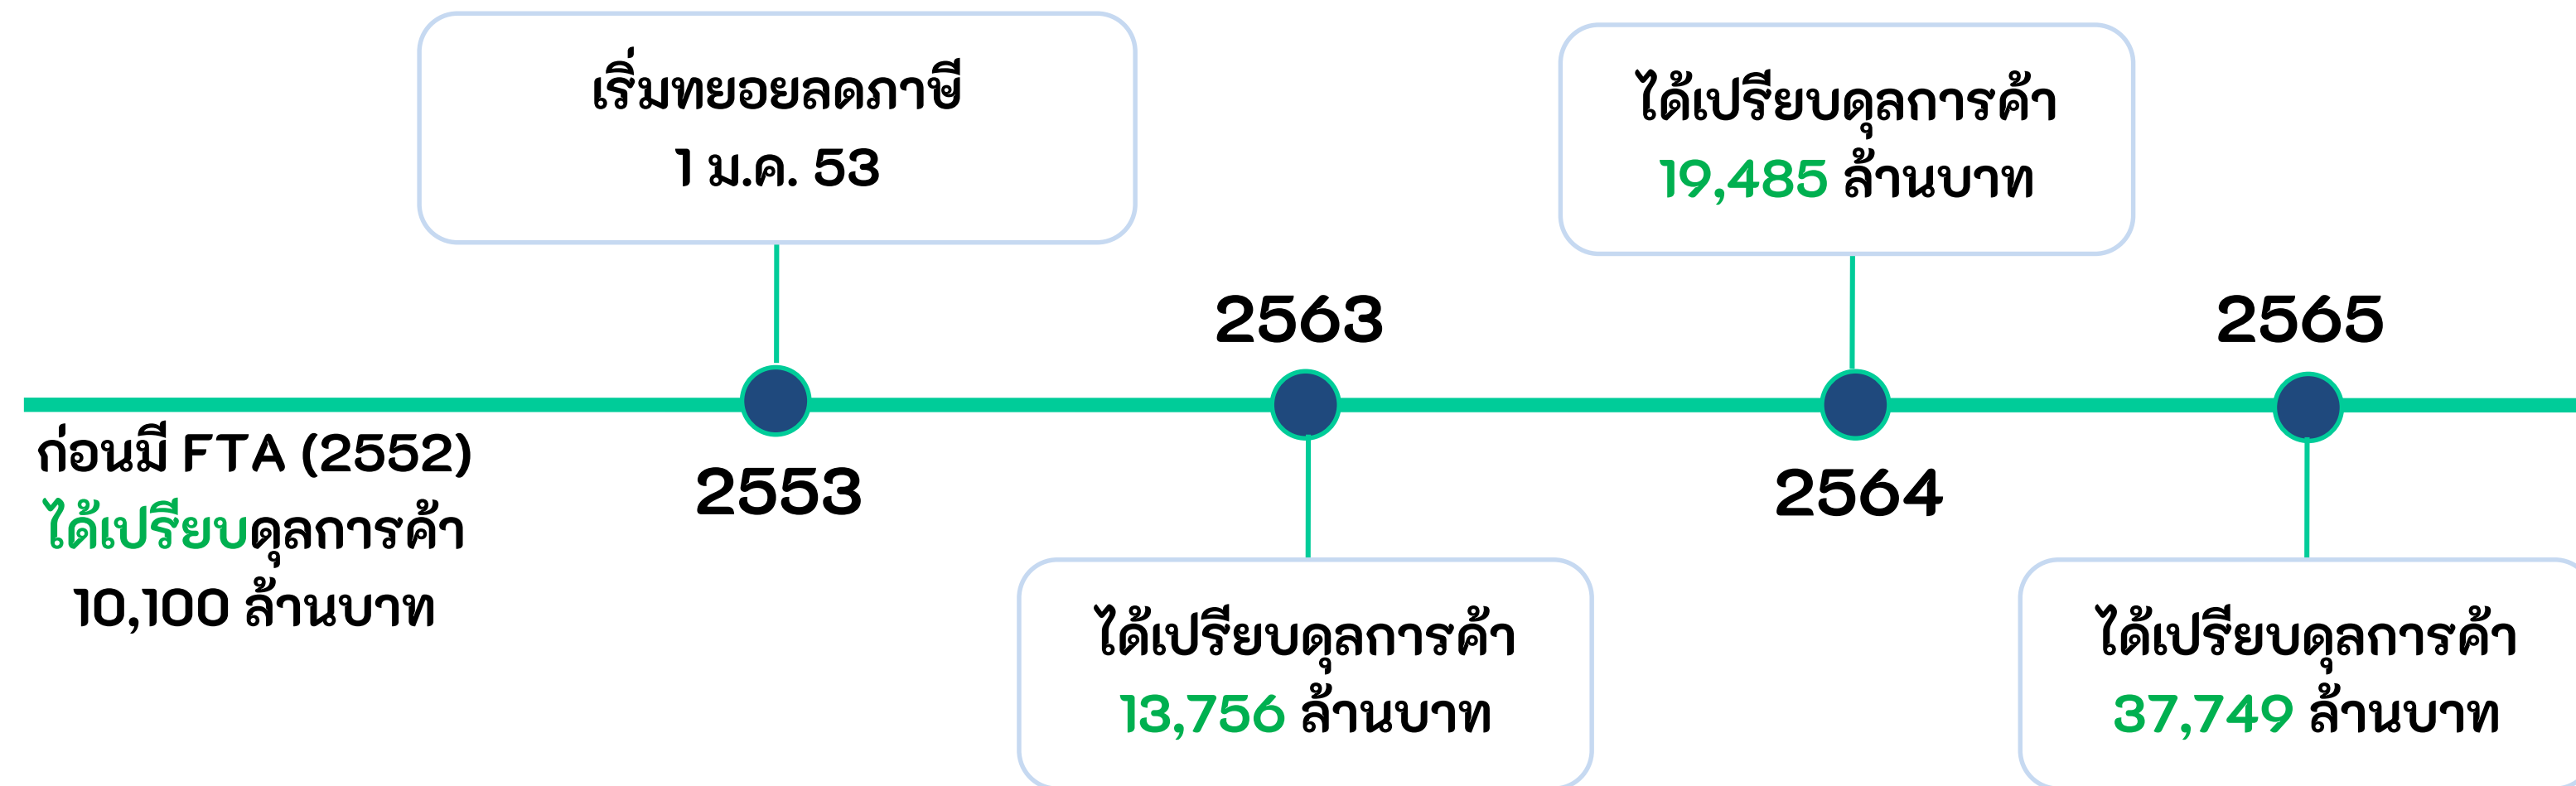 เริ่มทยอยลดภาษี
1 ม.ค. 53
ได้เปรียบดุลการค้า
19,485 ล้านบาท
2563
2565
ก่อนมี FTA (2552)
ได้เปรียบดุลการค้า
10,100 ล้านบาท
2553
2564
ได้เปรียบดุลการค้า
13,756 ล้านบาท
ได้เปรียบดุลการค้า
37,749 ล้านบาท